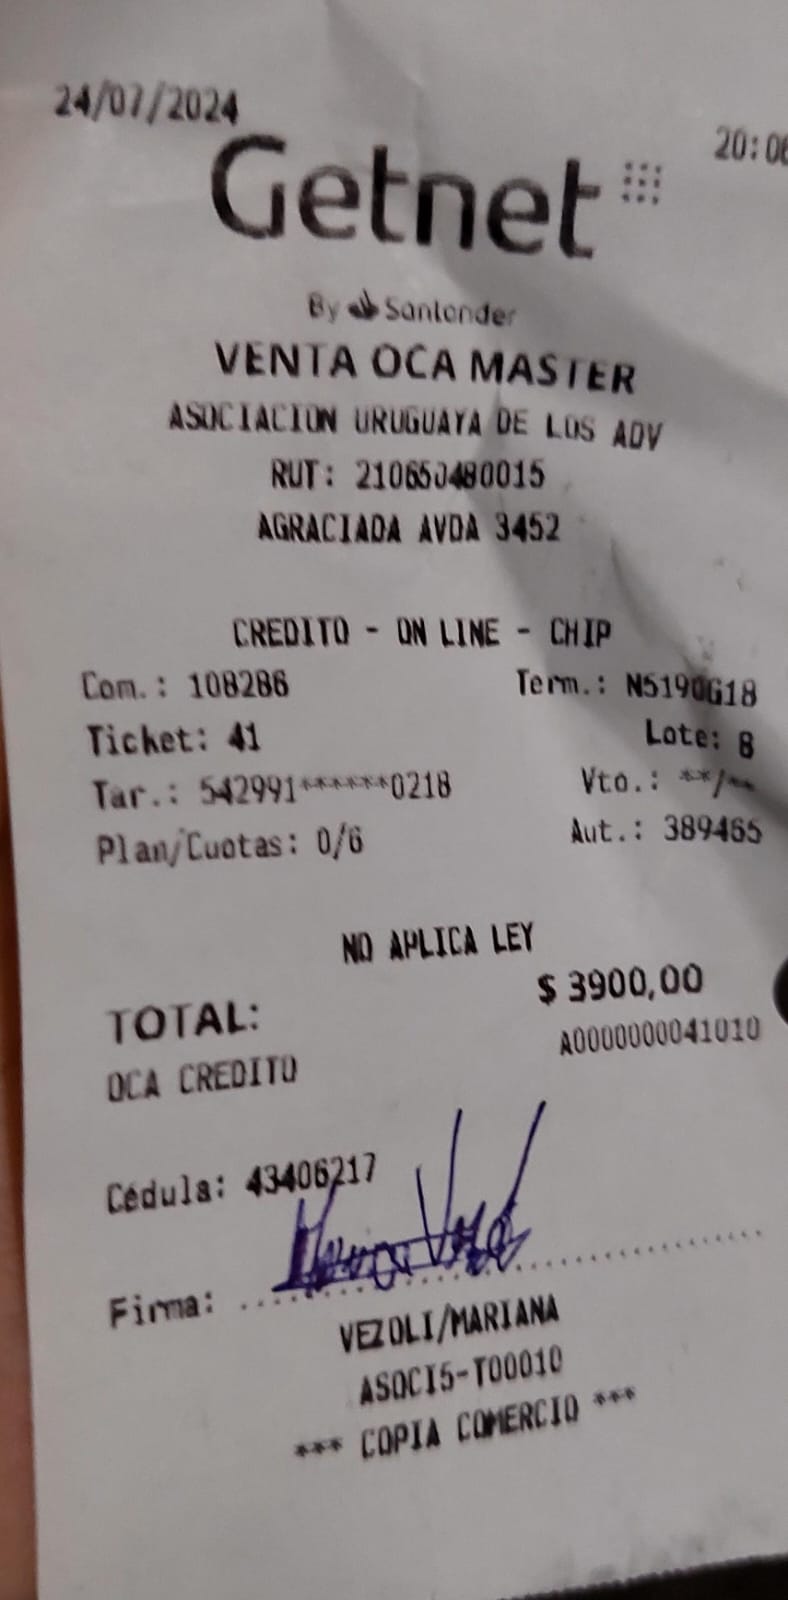 24/07/2024
20:06
Getnet
By Santander
VENTA OCA MASTER
ASOCIACION URUGUAYA DE LOS ADV
RUT: 210650480015
AGRACIADA AVDA 3452
CREDITO - ON LINE - CHIP
Com.: 108286 Term.: N5190G18
Ticket: 41 Lote: 8
Tar.: 542991******0218 Vto.: **/**
Plan/Cuotas: 0/6 Aut.: 389465
NO APLICA LEY
TOTAL: $ 3900,00
OCA CREDITO A0000000041010
Cédula: 43406217
Firma:
VEZOLI/MARIANA
ASOCI5-T00010
*** COPIA COMERCIO ***